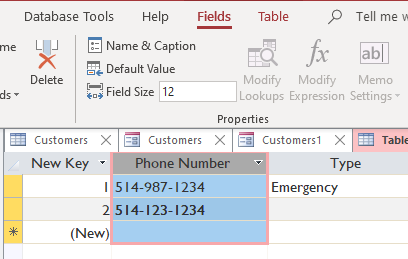 Database Tools Help Fields Table Tell me w
Name & Caption
Default Value
Field Size 12
Delete
Modify Lookups
Modify Expression
Memo Settings
Properties
Customers Customers Customers1 Table
New Key Phone Number Type
1 514-987-1234 Emergency
2 514-123-1234
(New)